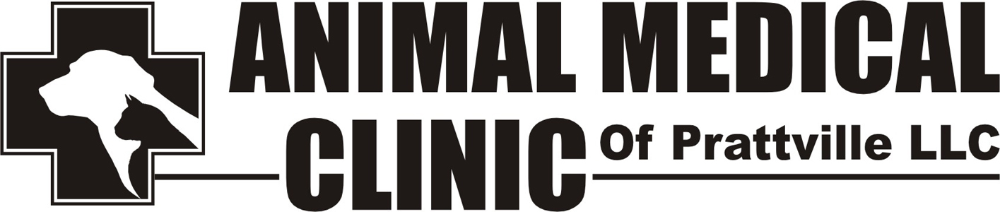 ANIMAL MEDICAL
CLINIC Of Prattville LLC